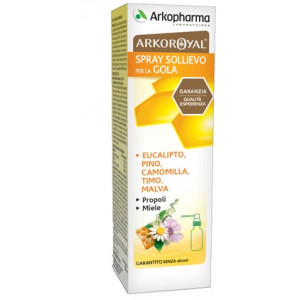 Arkopharma
LABORATOIRES
ARKOROYAL®
SPRAY SOLLIEVO
PER LA GOLA
GARANZIA
QUALITÀ
ESPERIENZA
EUCALIPTO,
PINO,
CAMOMILLA,
TIMO,
MALVA
• Propoli
• Miele
GARANTITO SENZA alcool